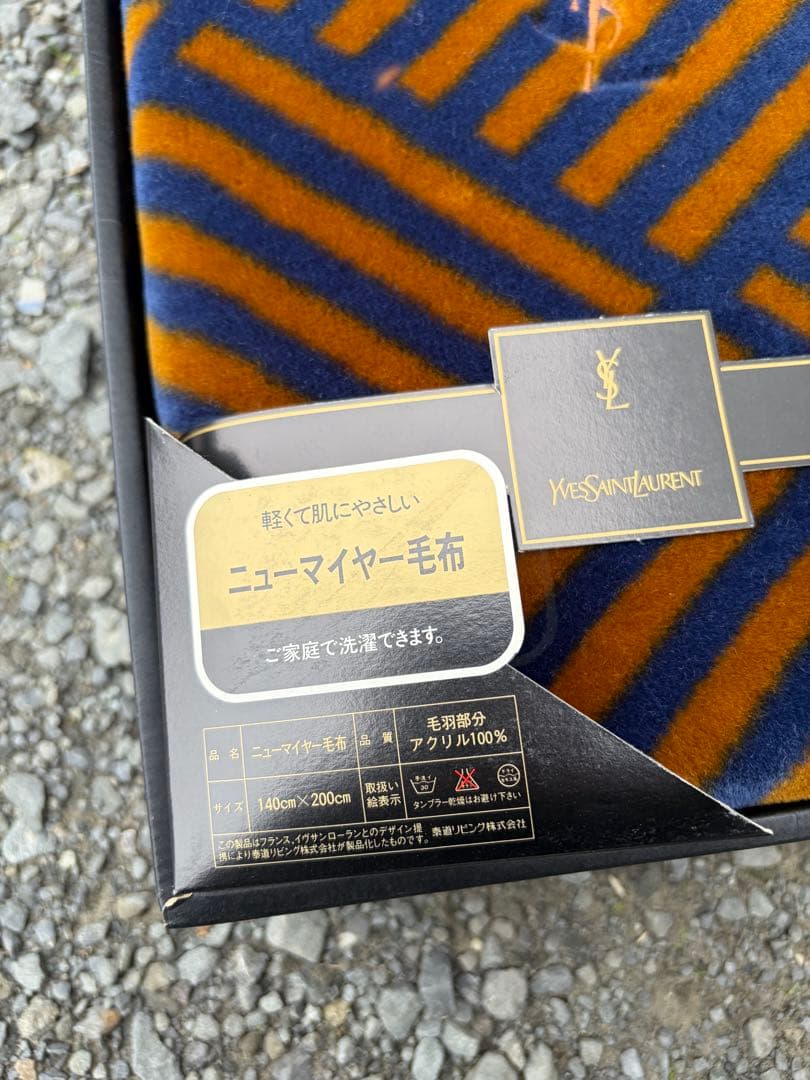 YSL
YVESSAINTLAURENT
軽くて肌にやさしい
ニューマイヤー毛布
ご家庭で洗濯できます。
品 名
ニューマイヤー毛布
品 質
毛羽部分
アクリル100%
サイズ
140cm×200cm
取扱い
絵表示
手洗イ
30
タンブラー乾燥はお避け下さい
この製品はフランス、イヴサンローランとのデザイン提
携により泰道リビング株式会社が製品化したものです。
泰道リビング株式会社